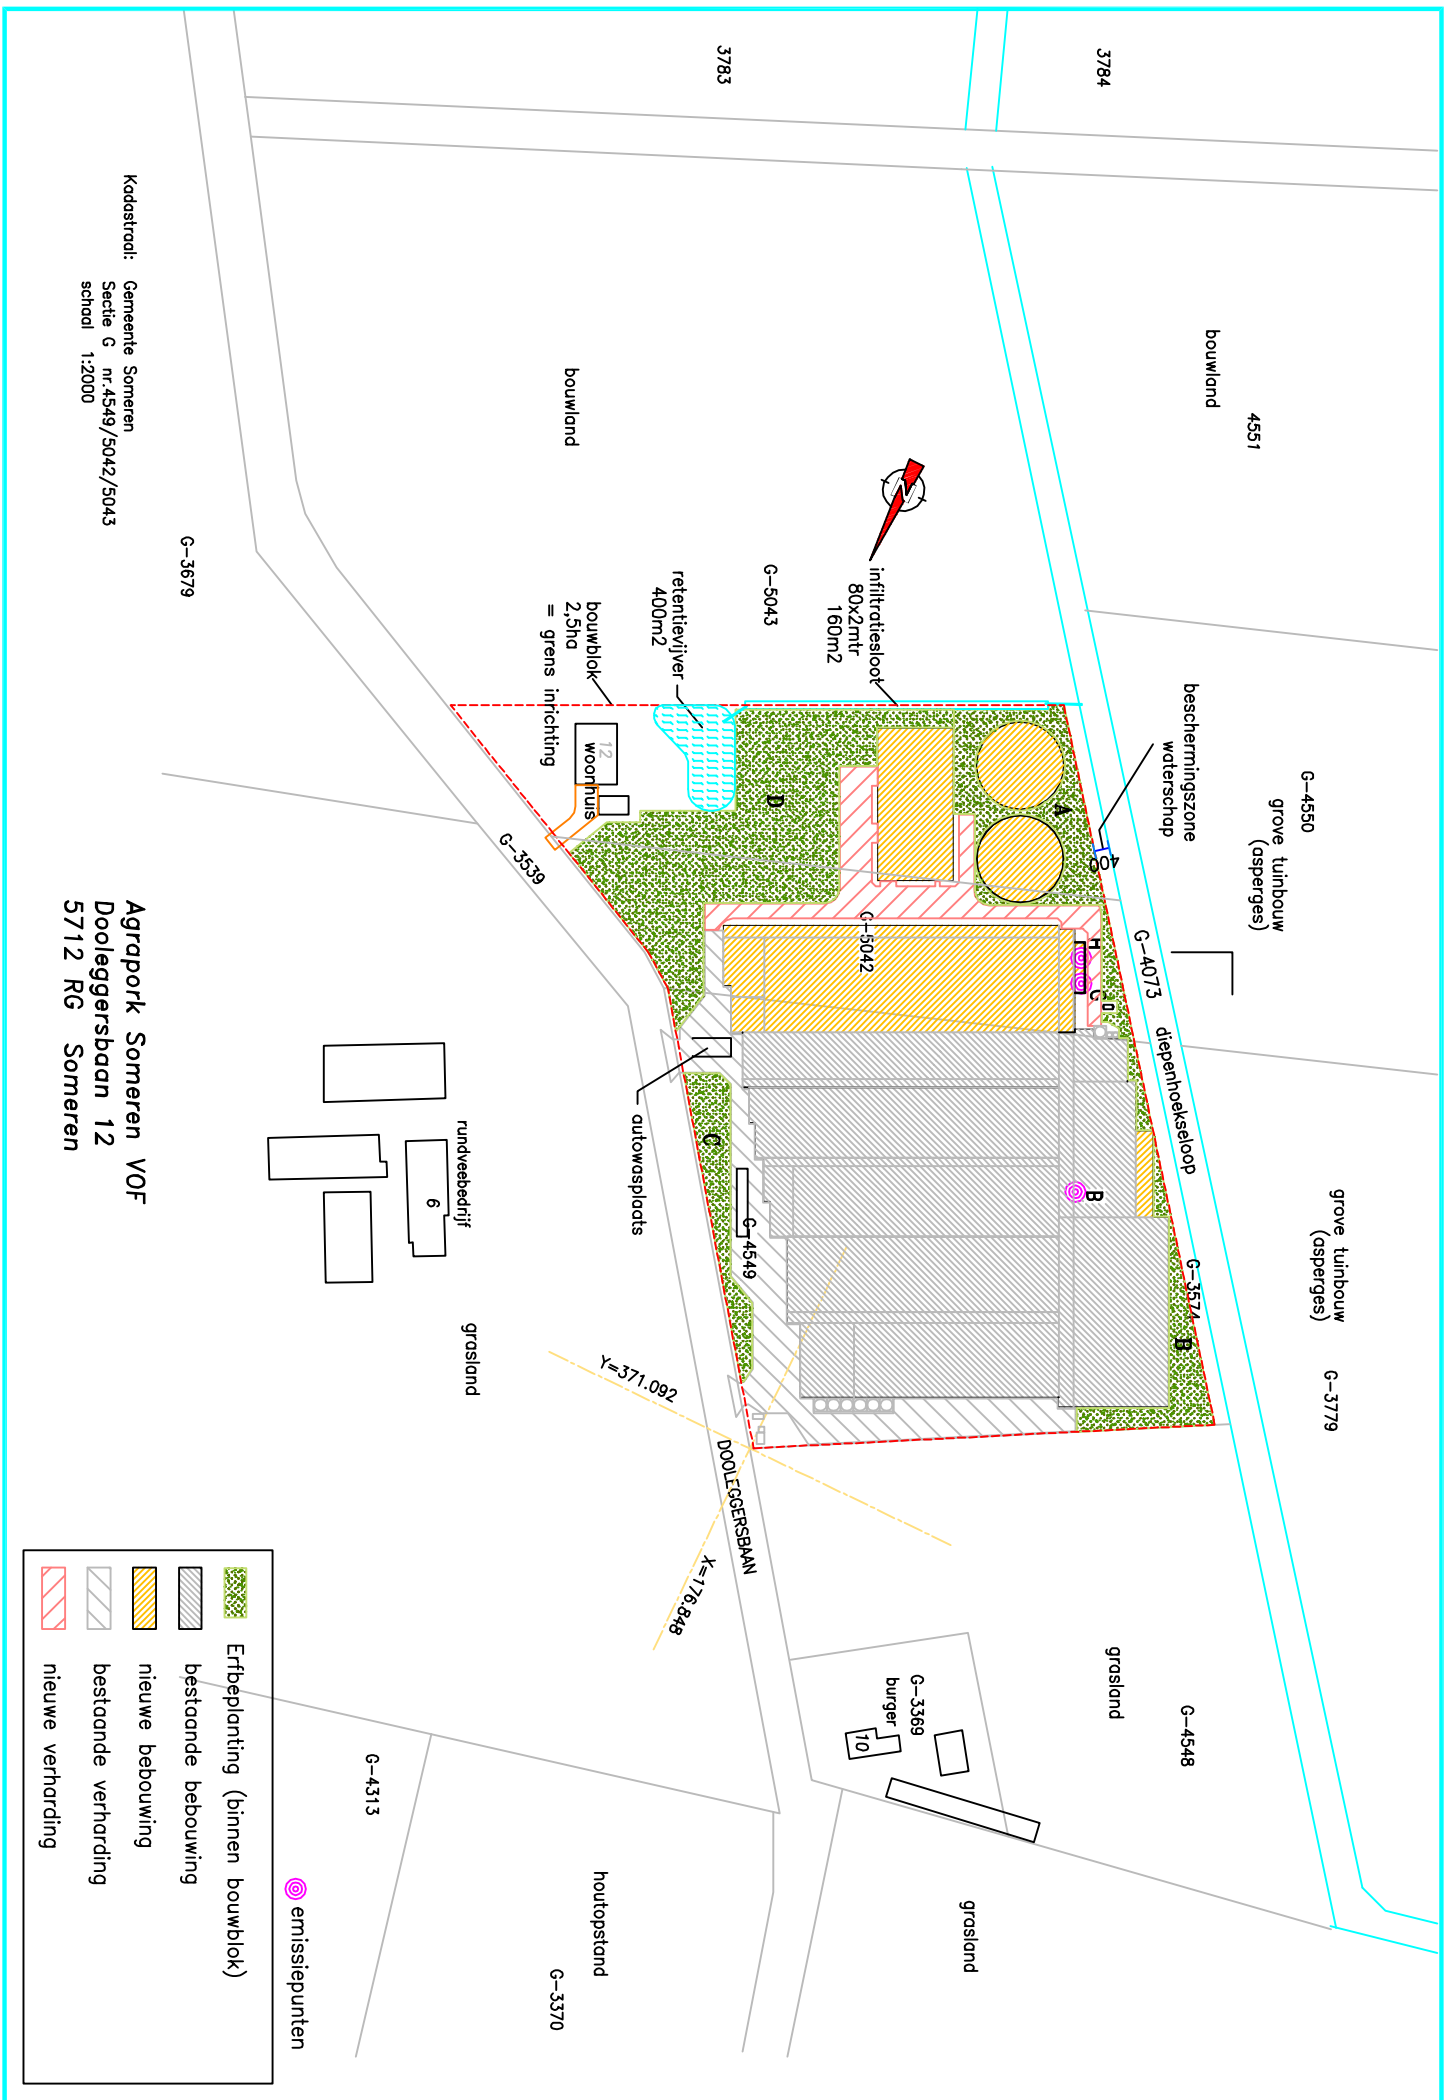 3783
3784
Kadastraal: Gemeente Someren
Sectie G nr.4549/5042/5043
schaal 1:2000
bouwland
bouwland
4551
G-3679
G-5043
infiltratiesloot
80x2mtr
160m2
retentievijver
400m2
bouwblok
2,5ha
= grens inrichting
beschermingszone
waterschap
400
G-4550
grove tuinbouw
(asperges)
12
woonhuis
G-3539
A
D
G-5042
G-4073
H
G
diepenhoekseloop
autowasplaats
C
G-4549
B
G-3574
B
grove tuinbouw
(asperges)
G-3779
Agrapork Someren VOF
Dooleggersbaan 12
5712 RG Someren
rundveebedrijf
6
grasland
Y=371.092
X=176.848
DOOLEGGERSBAAN
grasland
G-4548
G-3369
burger
10
grasland
G-4313
houtopstand
G-3370
emissiepunten
Erfbeplanting (binnen bouwblok)
bestaande bebouwing
nieuwe bebouwing
bestaande verharding
nieuwe verharding